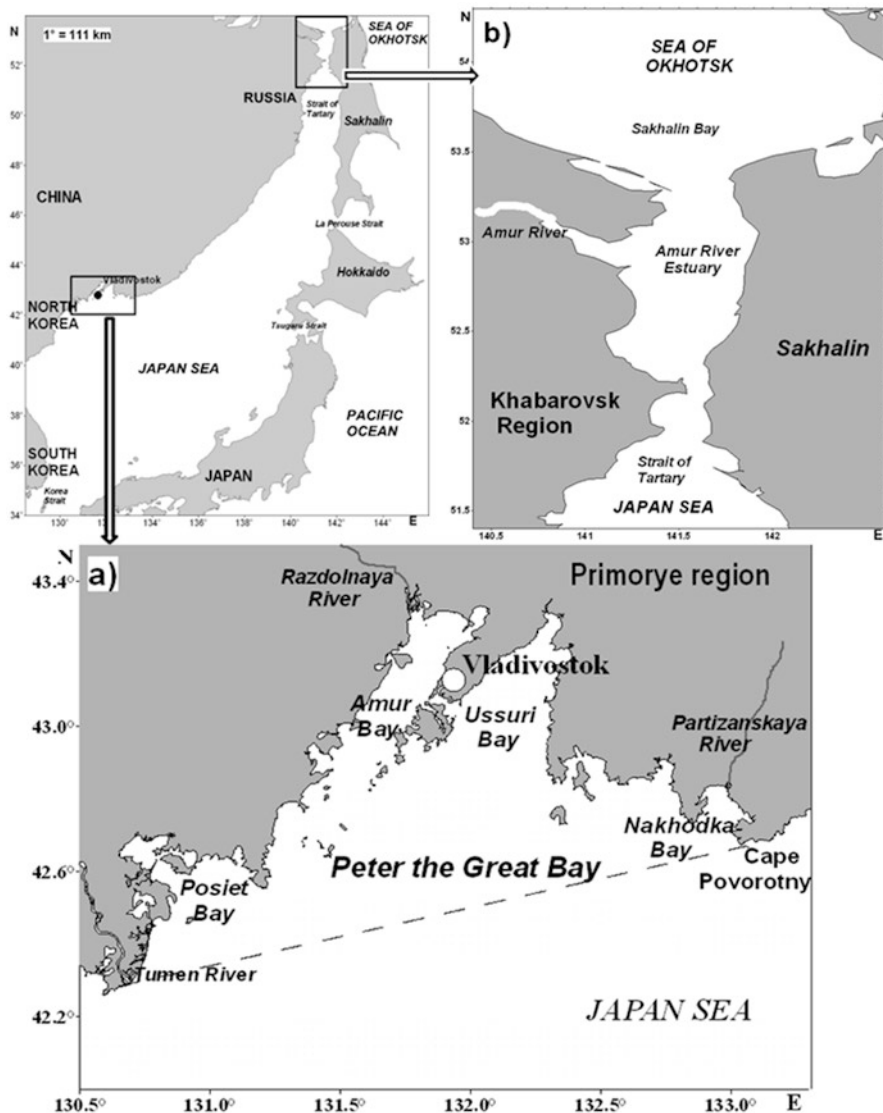 N
1° = 111 km
SEA OF
OKHOTSK
RUSSIA
Strait of
Tartary
Sakhalin
CHINA
La Perouse Strait
Vladivostok
Hokkaido
NORTH
KOREA
Tsugaru Strait
JAPAN SEA
PACIFIC
OCEAN
SOUTH
KOREA
JAPAN
Korea
Strait
52
50
48
46
44
42
40
38
36
34
130
134
136
138
140
142
144
E
b)
N
SEA OF
OKHOTSK
Sakhalin Bay
Amur River
Amur River
Estuary
Sakhalin
Khabarovsk
Region
Strait of
Tartary
JAPAN SEA
54
53.5
53
52.5
52
51.5
140.5
141
141.5
142
E
a)
N
Razdolnaya
River
Primorye region
Vladivostok
Amur
Bay
Ussuri
Bay
Partizanskaya
River
Nakhodka
Bay
Cape
Povorotny
Peter the Great Bay
Posiet
Bay
Tumen River
JAPAN SEA
43.4°
43.0°
42.6°
42.2°
130.5°
131.0°
131.5°
132.0°
132.5°
133.0°
E